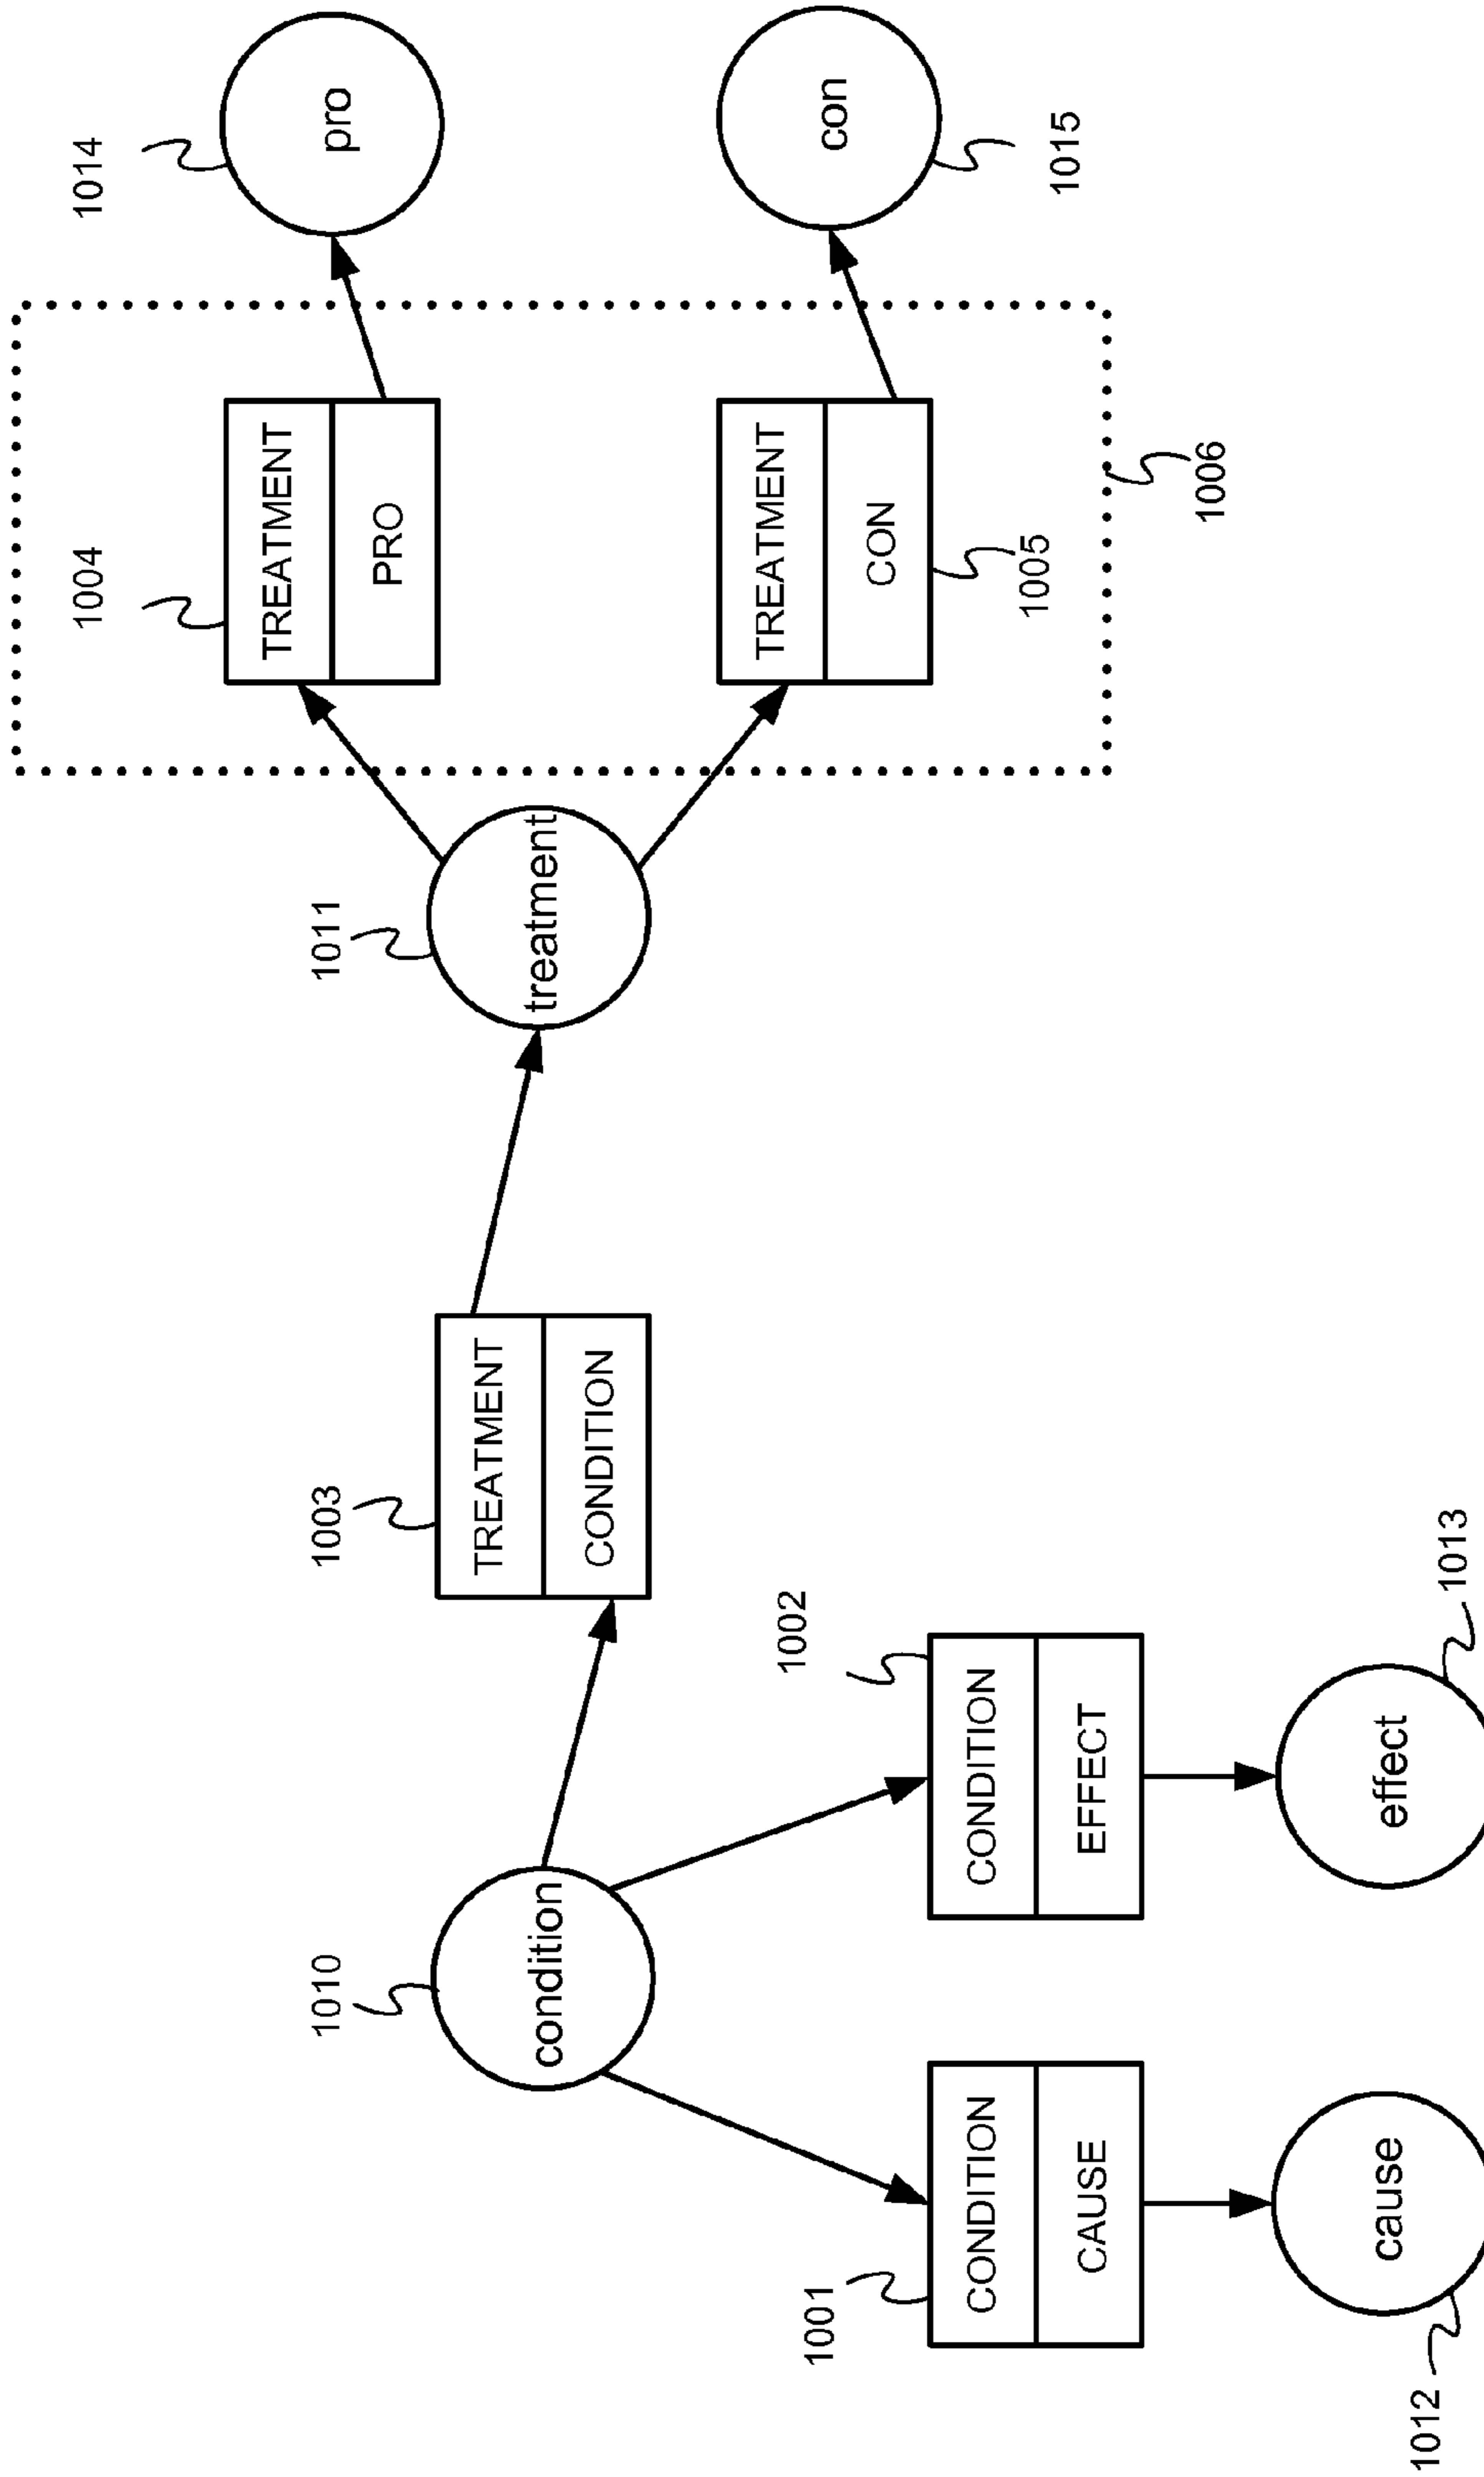 1014
pro
1004
TREATMENT
PRO
1011
treatment
1003
TREATMENT
CONDITION
1010
condition
TREATMENT
CON
1005
con
1015
1006
1002
CONDITION
EFFECT
effect
1013
1001
CONDITION
CAUSE
cause
1012